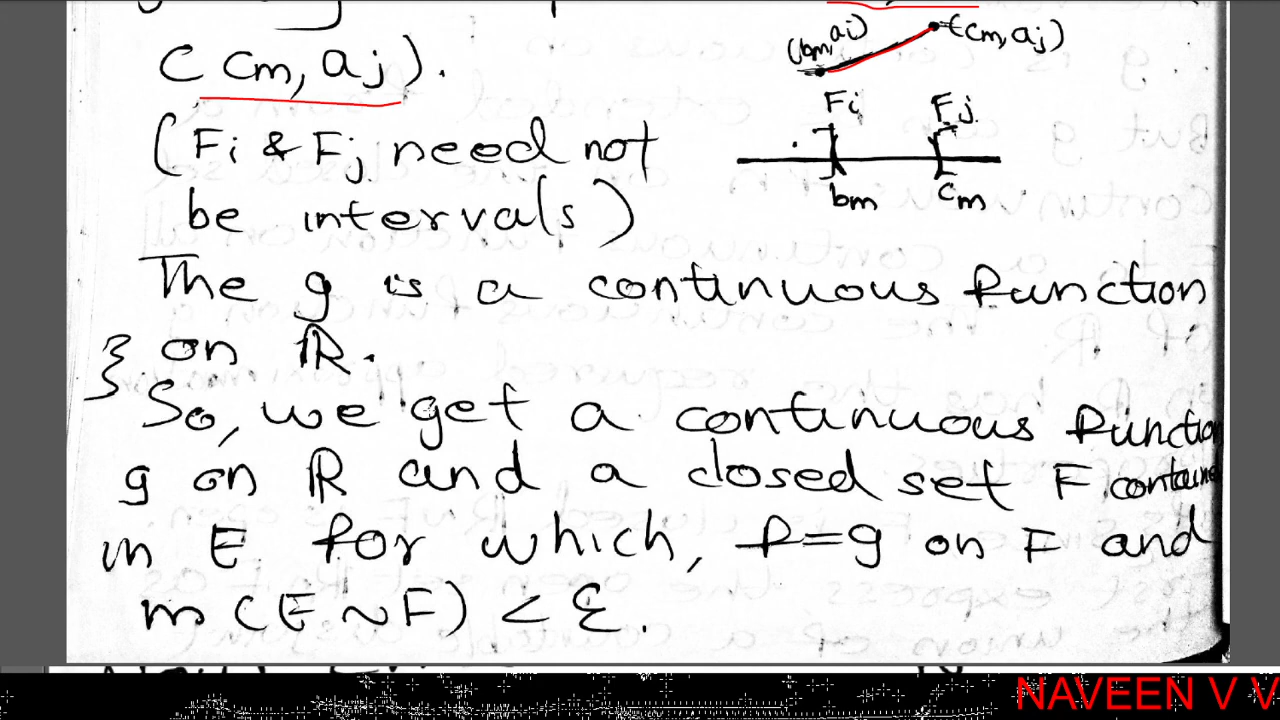 C Cm, aj).
(Fi & Fj need not
be intervals)
(bm, ai)
(Cm, aj)
Fi
Fj
bm
Cm
The g is a continuous function
on ℝ.
So, we get a continuous function
g on ℝ and a closed set F contained
in E for which, f=g on F and
m(E ~ F) < ε.
NAVEEN V V